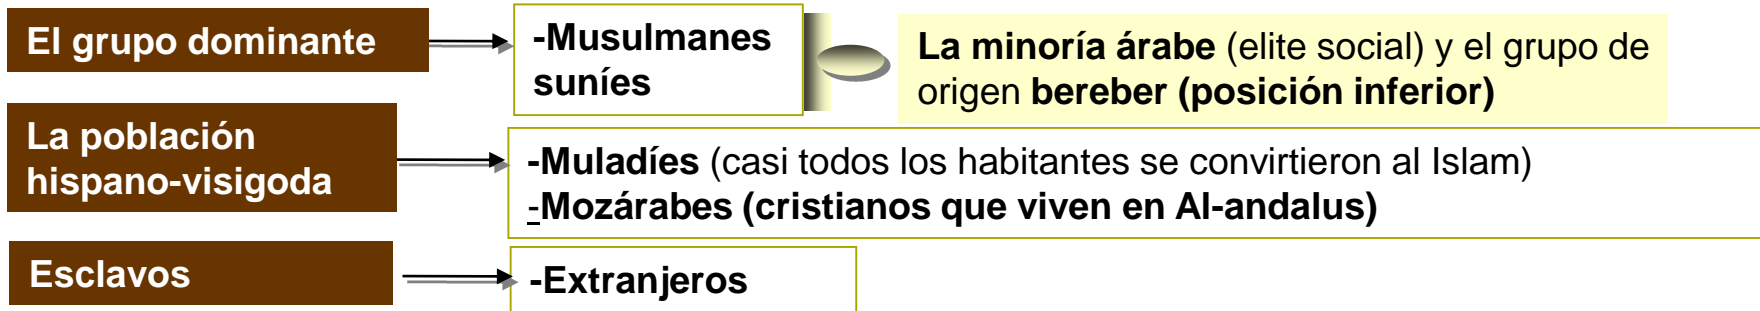 El grupo dominante
-Musulmanes
suníes
La minoría árabe (elite social) y el grupo de
origen bereber (posición inferior)
La población
hispano-visigoda
-Muladíes (casi todos los habitantes se convirtieron al Islam)
-Mozárabes (cristianos que viven en Al-andalus)
Esclavos
-Extranjeros